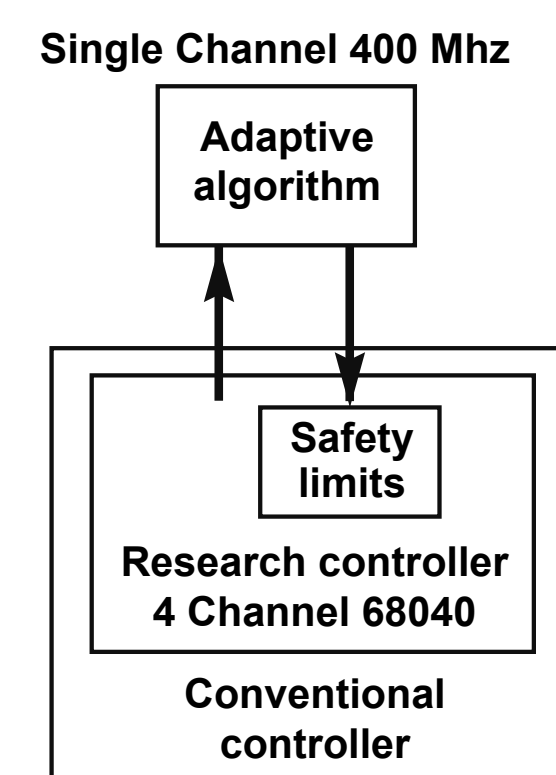 Single Channel 400 Mhz
Adaptive
algorithm
Safety
limits
Research controller
4 Channel 68040
Conventional
controller